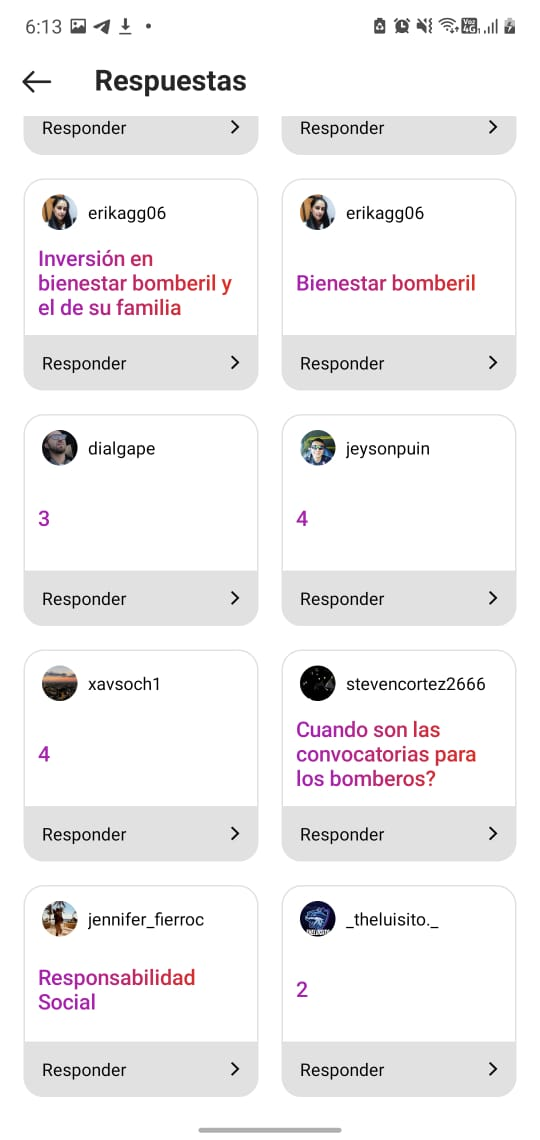 6:13
Respuestas
Responder
Responder
erikagg06
erikagg06
Inversión en
bienestar bomberil y
el de su familia
Bienestar bomberil
Responder
Responder
dialgape
jeysonpuin
3
4
Responder
Responder
xavsoch1
stevencortez2666
4
Cuando son las
convocatorias para
los bomberos?
Responder
Responder
jennifer_fierroc
_theluisito._
Responsabilidad
Social
2
Responder
Responder